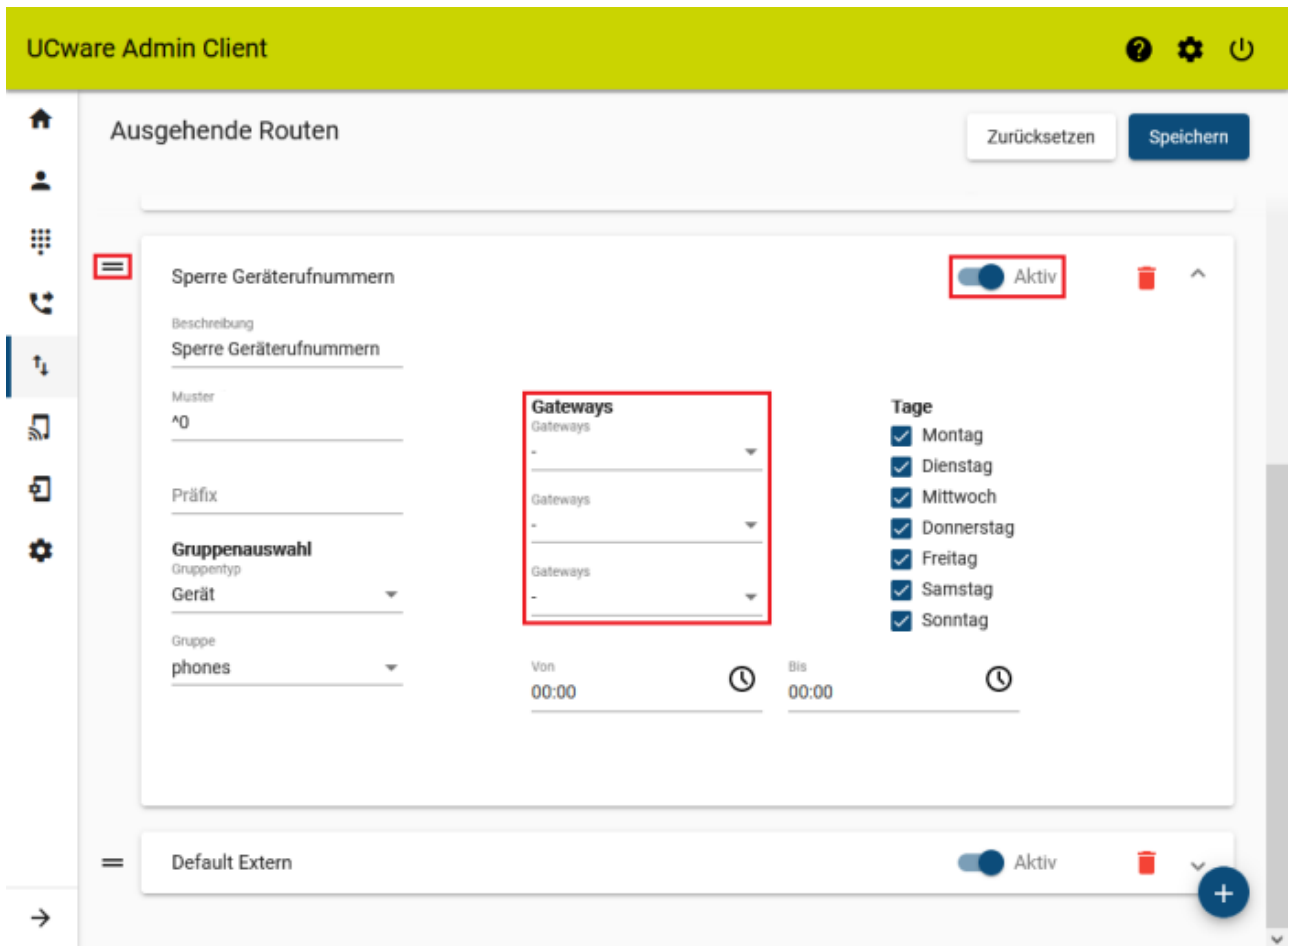 UCware Admin Client
Ausgehende Routen
Zurücksetzen
Speichern
Sperre Geräterufnummern
Aktiv
Beschreibung
Sperre Geräterufnummern
Muster
^0
Präfix
Gruppenauswahl
Gruppentyp
Gerät
Gruppe
phones
Gateways
Gateways
-
Gateways
-
Gateways
-
Tage
Montag
Dienstag
Mittwoch
Donnerstag
Freitag
Samstag
Sonntag
Von
00:00
Bis
00:00
Default Extern
Aktiv